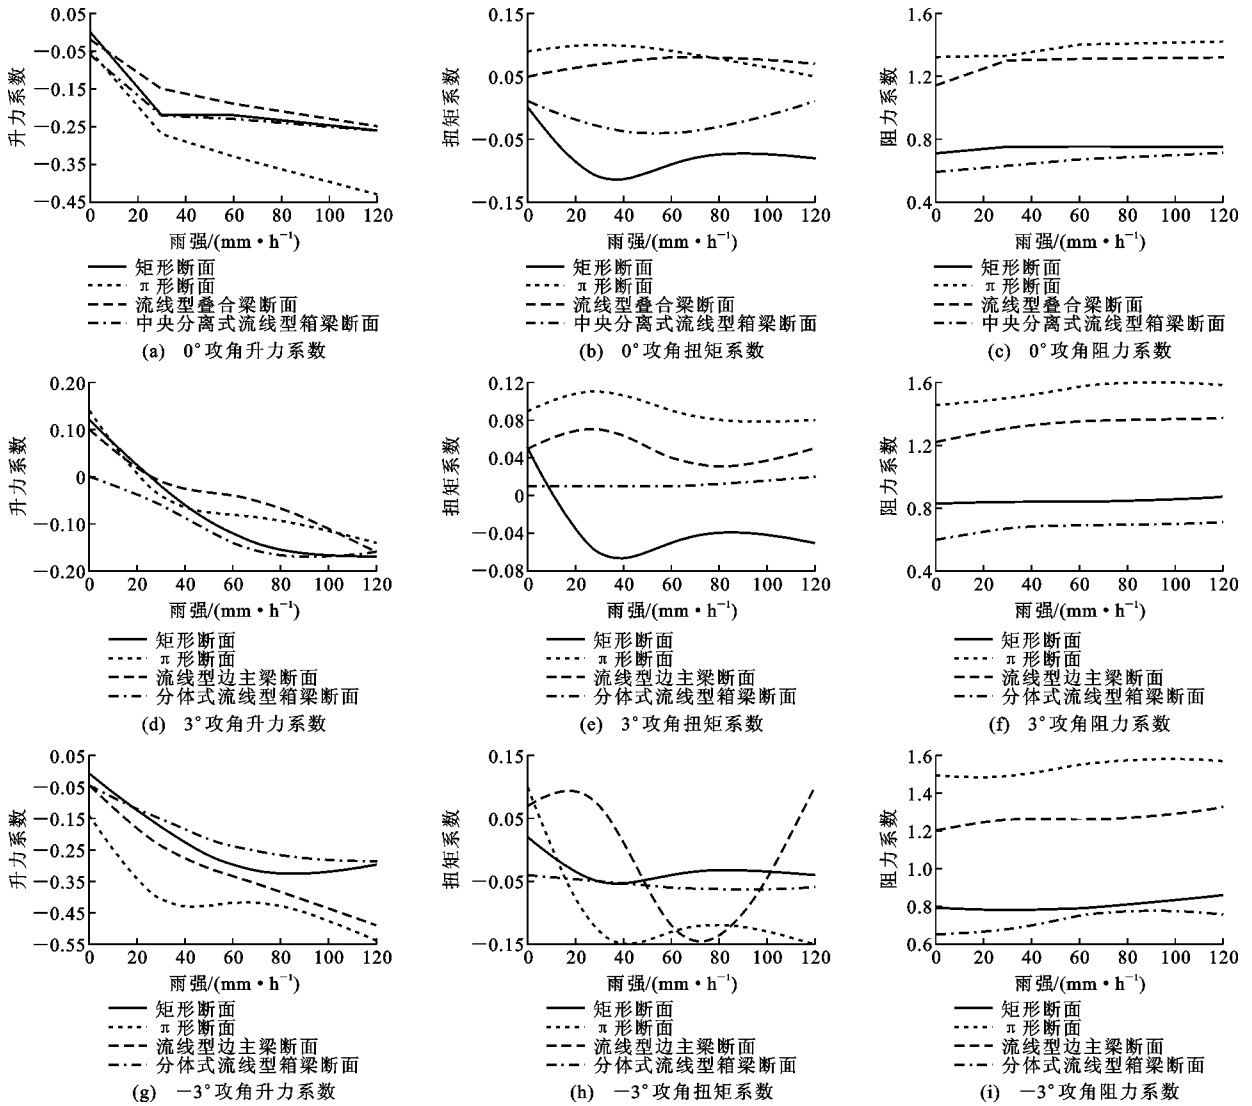 0.05
−0.05
−0.15
−0.25
−0.35
−0.45
升力系数
0 20 40 60 80 100 120
雨强/(mm·h⁻¹)
矩形断面
π形断面
流线型叠合梁断面
中央分离式流线型箱梁断面
(a) 0°攻角升力系数
0.15
0.05
−0.05
−0.15
扭矩系数
0 20 40 60 80 100 120
雨强/(mm·h⁻¹)
矩形断面
π形断面
流线型叠合梁断面
中央分离式流线型箱梁断面
(b) 0°攻角扭矩系数
1.6
1.2
0.8
0.4
阻力系数
0 20 40 60 80 100 120
雨强/(mm·h⁻¹)
矩形断面
π形断面
流线型叠合梁断面
中央分离式流线型箱梁断面
(c) 0°攻角阻力系数
0.20
0.10
0
−0.10
−0.20
升力系数
0 20 40 60 80 100 120
雨强/(mm·h⁻¹)
矩形断面
π形断面
流线型边主梁断面
分体式流线型箱梁断面
(d) 3°攻角升力系数
0.12
0.08
0.04
0
−0.04
−0.08
扭矩系数
0 20 40 60 80 100 120
雨强/(mm·h⁻¹)
矩形断面
π形断面
流线型边主梁断面
分体式流线型箱梁断面
(e) 3°攻角扭矩系数
1.6
1.2
0.8
0.4
阻力系数
0 20 40 60 80 100 120
雨强/(mm·h⁻¹)
矩形断面
π形断面
流线型边主梁断面
分体式流线型箱梁断面
(f) 3°攻角阻力系数
0.05
−0.05
−0.15
−0.25
−0.35
−0.45
−0.55
升力系数
0 20 40 60 80 100 120
雨强/(mm·h⁻¹)
矩形断面
π形断面
流线型边主梁断面
分体式流线型箱梁断面
(g) −3°攻角升力系数
0.15
0.05
−0.05
−0.15
扭矩系数
0 20 40 60 80 100 120
雨强/(mm·h⁻¹)
矩形断面
π形断面
流线型边主梁断面
分体式流线型箱梁断面
(h) −3°攻角扭矩系数
1.6
1.4
1.2
1.0
0.8
0.6
阻力系数
0 20 40 60 80 100 120
雨强/(mm·h⁻¹)
矩形断面
π形断面
流线型边主梁断面
分体式流线型箱梁断面
(i) −3°攻角阻力系数